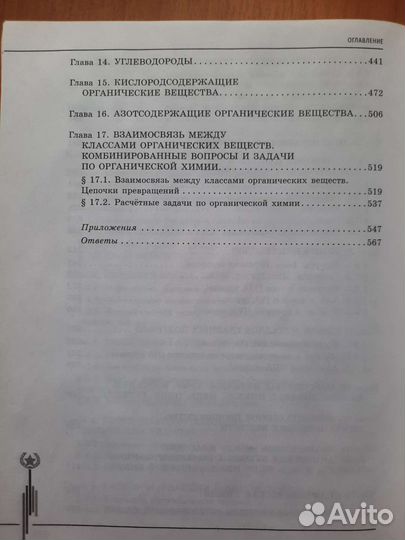 ОГЛАВЛЕНИЕ
Глава 14. УГЛЕВОДОРОДЫ 441
Глава 15. КИСЛОРОДСОДЕРЖАЩИЕ
ОРГАНИЧЕСКИЕ ВЕЩЕСТВА 472
Глава 16. АЗОТСОДЕРЖАЩИЕ ОРГАНИЧЕСКИЕ ВЕЩЕСТВА 506
Глава 17. ВЗАИМОСВЯЗЬ МЕЖДУ
КЛАССАМИ ОРГАНИЧЕСКИХ ВЕЩЕСТВ.
КОМБИНИРОВАННЫЕ ВОПРОСЫ И ЗАДАЧИ
ПО ОРГАНИЧЕСКОЙ ХИМИИ 519
§ 17.1. Взаимосвязь между классами органических веществ.
Цепочки превращений 519
§ 17.2. Расчётные задачи по органической химии 537
Приложения 547
Ответы 567
Avito